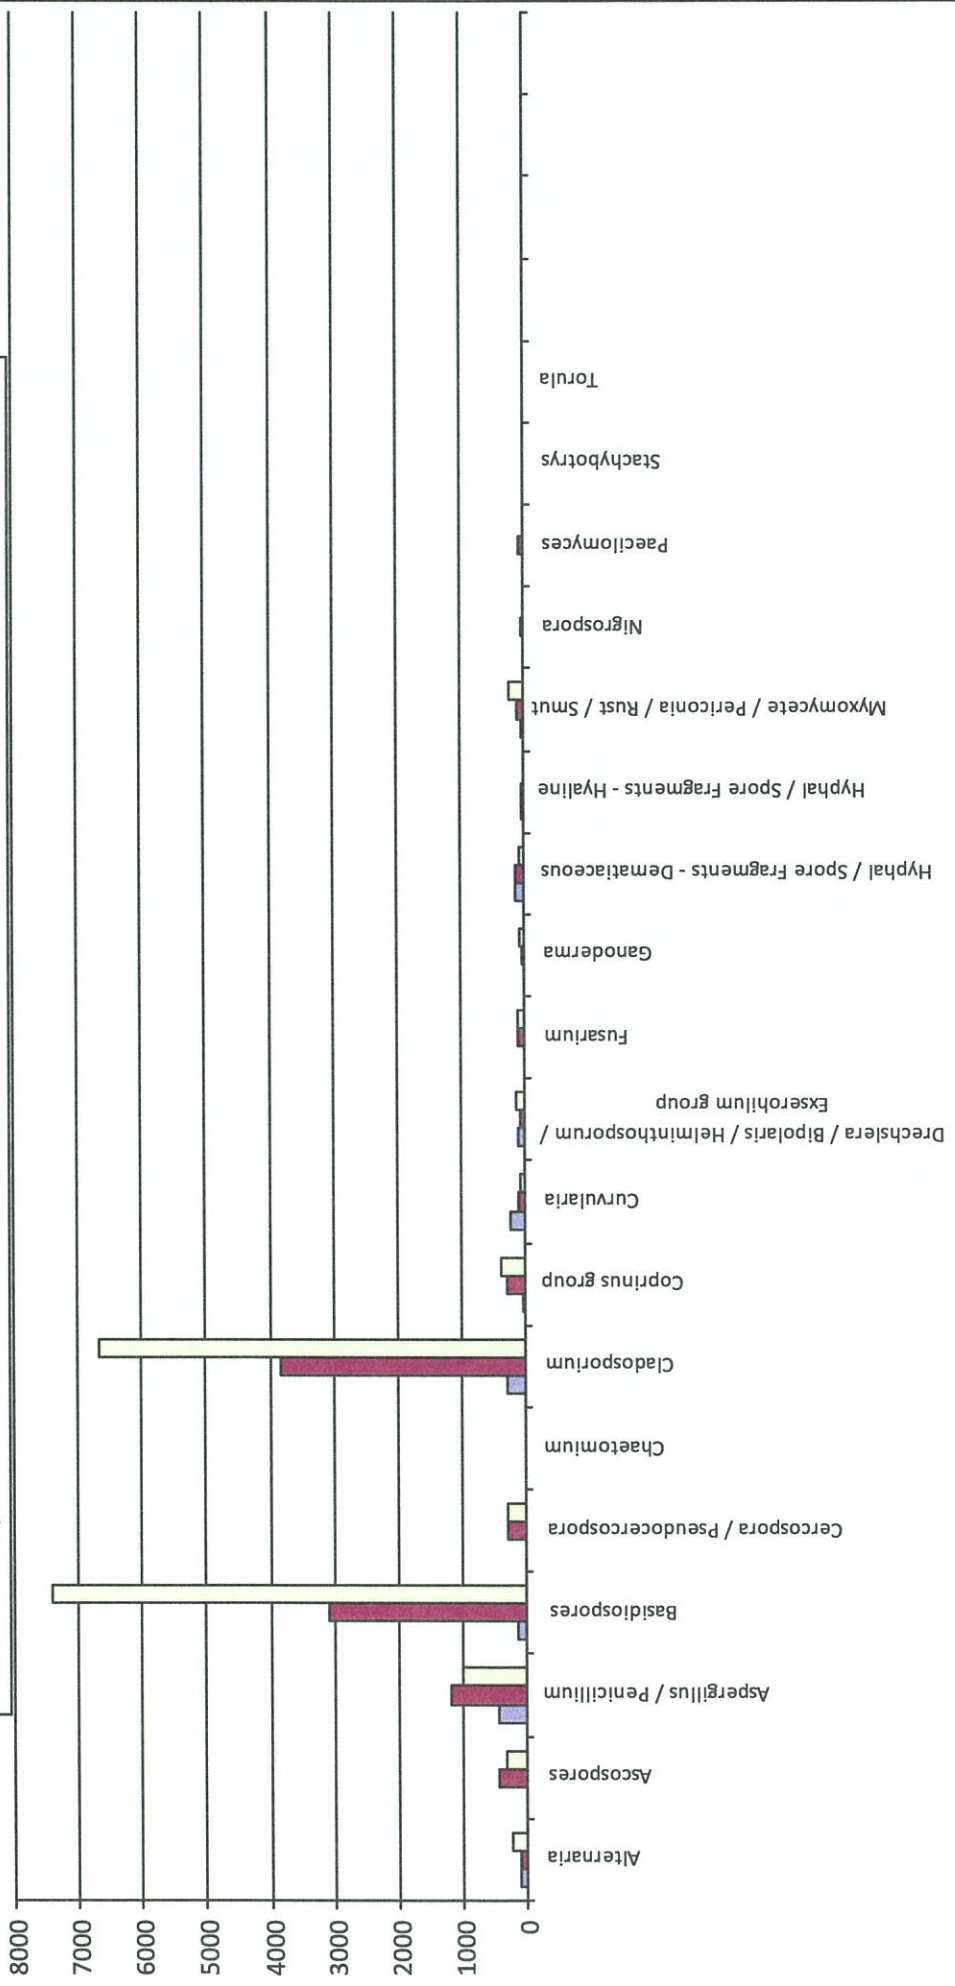 8000
7000
6000
5000
4000
3000
2000
1000
0
Alternaria
Ascospores
Aspergillus / Penicillium
Basidiospores
Cercospora / Pseudocercospora
Chaetomium
Cladosporium
Coprinus group
Curvularia
Drechslera / Bipolaris / Helminthosporum /
Exserohilum group
Fusarium
Ganoderma
Hyphal / Spore Fragments - Dematiaceous
Hyphal / Spore Fragments - Hyaline
Myxomycete / Periconia / Rust / Smut
Nigrospora
Paecilomyces
Stachybotrys
Torula